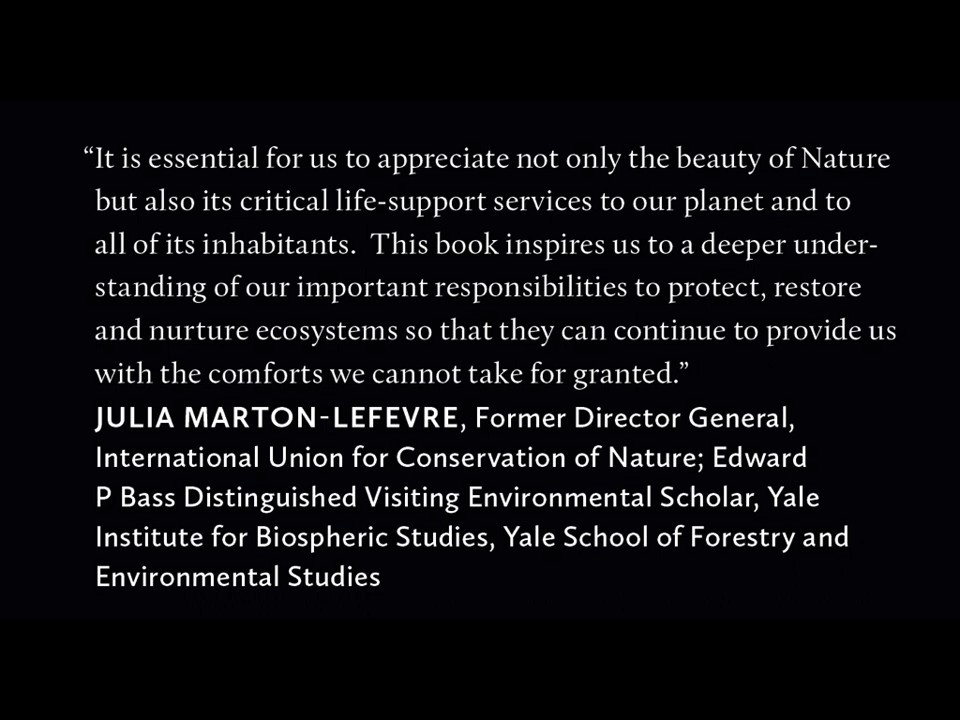 “It is essential for us to appreciate not only the beauty of Nature
but also its critical life-support services to our planet and to
all of its inhabitants.  This book inspires us to a deeper under-
standing of our important responsibilities to protect, restore
and nurture ecosystems so that they can continue to provide us
with the comforts we cannot take for granted.”
JULIA MARTON-LEFEVRE, Former Director General,
International Union for Conservation of Nature; Edward
P Bass Distinguished Visiting Environmental Scholar, Yale
Institute for Biospheric Studies, Yale School of Forestry and
Environmental Studies